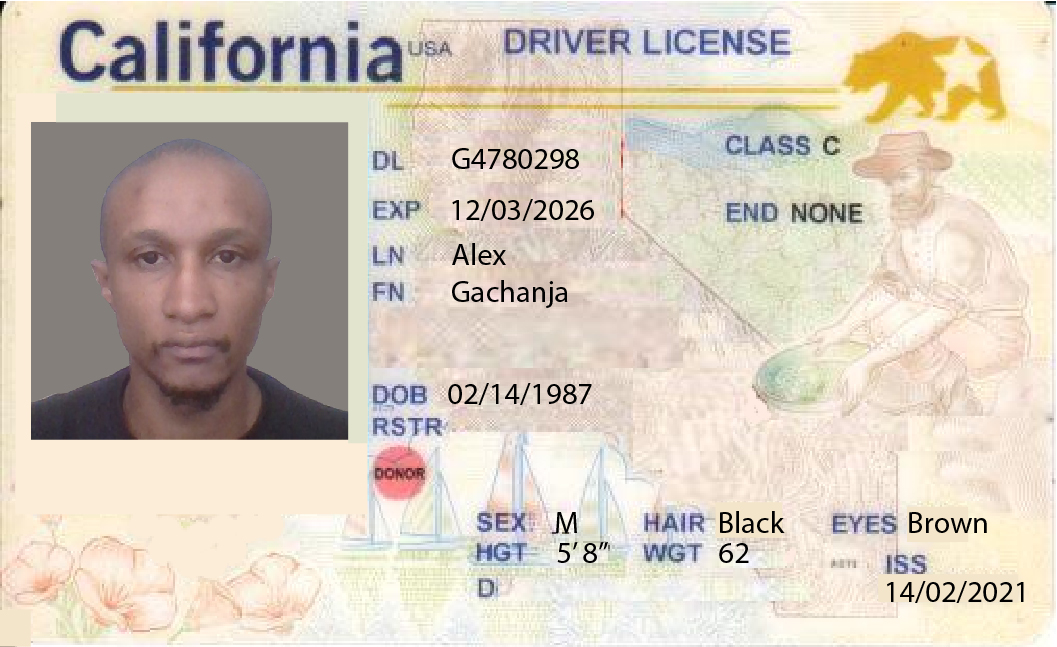 California USA DRIVER LICENSE
DL G4780298 CLASS C
EXP 12/03/2026 END NONE
LN Alex
FN Gachanja
DOB 02/14/1987
RSTR
DONOR
SEX M HAIR Black EYES Brown
HGT 5'8" WGT 62 ISS
D 14/02/2021